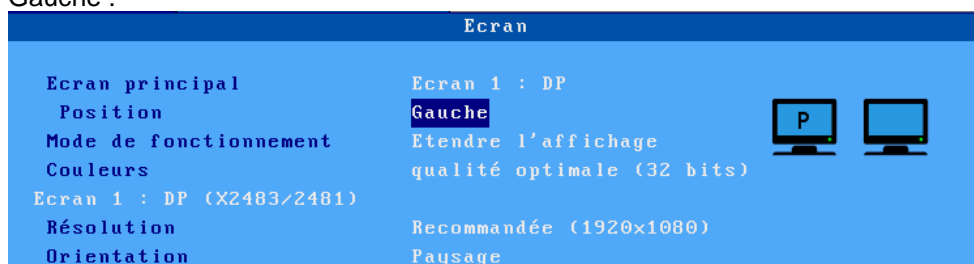 Gauche :
Ecran
Ecran principal Ecran 1 : DP
Position Gauche
P
Mode de fonctionnement Etendre l'affichage
Couleurs qualité optimale (32 bits)
Ecran 1 : DP (X2483/2481)
Résolution Recommandée (1920x1080)
Orientation Paysage